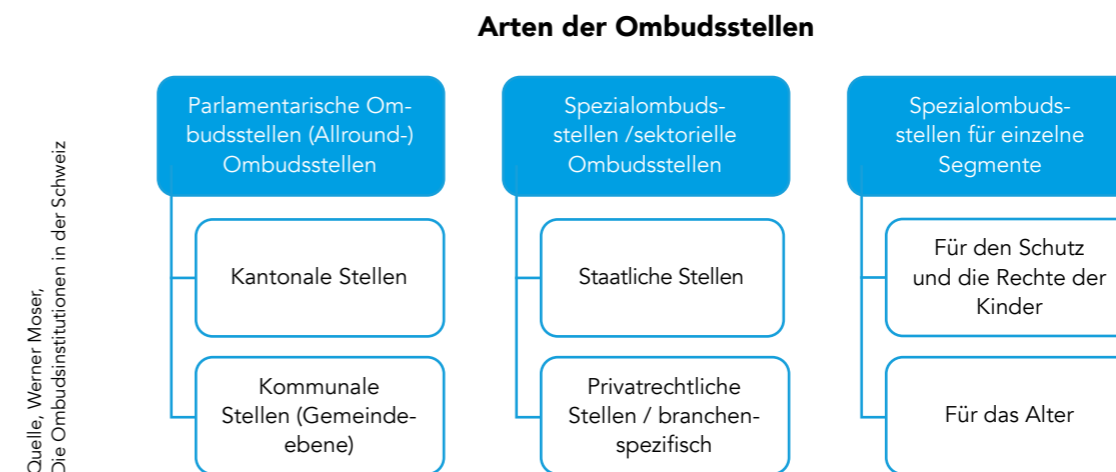 Arten der Ombudsstellen
Parlamentarische Om-
budsstellen (Allround-)
Ombudsstellen
Kantonale Stellen
Kommunale
Stellen (Gemeinde-
ebene)
Spezialombuds-
stellen /sektorielle
Ombudsstellen
Staatliche Stellen
Privatrechtliche
Stellen / branchen-
spezifisch
Spezialombuds-
stellen für einzelne
Segmente
Für den Schutz
und die Rechte der
Kinder
Für das Alter
Quelle, Werner Moser,
Die Ombudsinstitutionen in der Schweiz